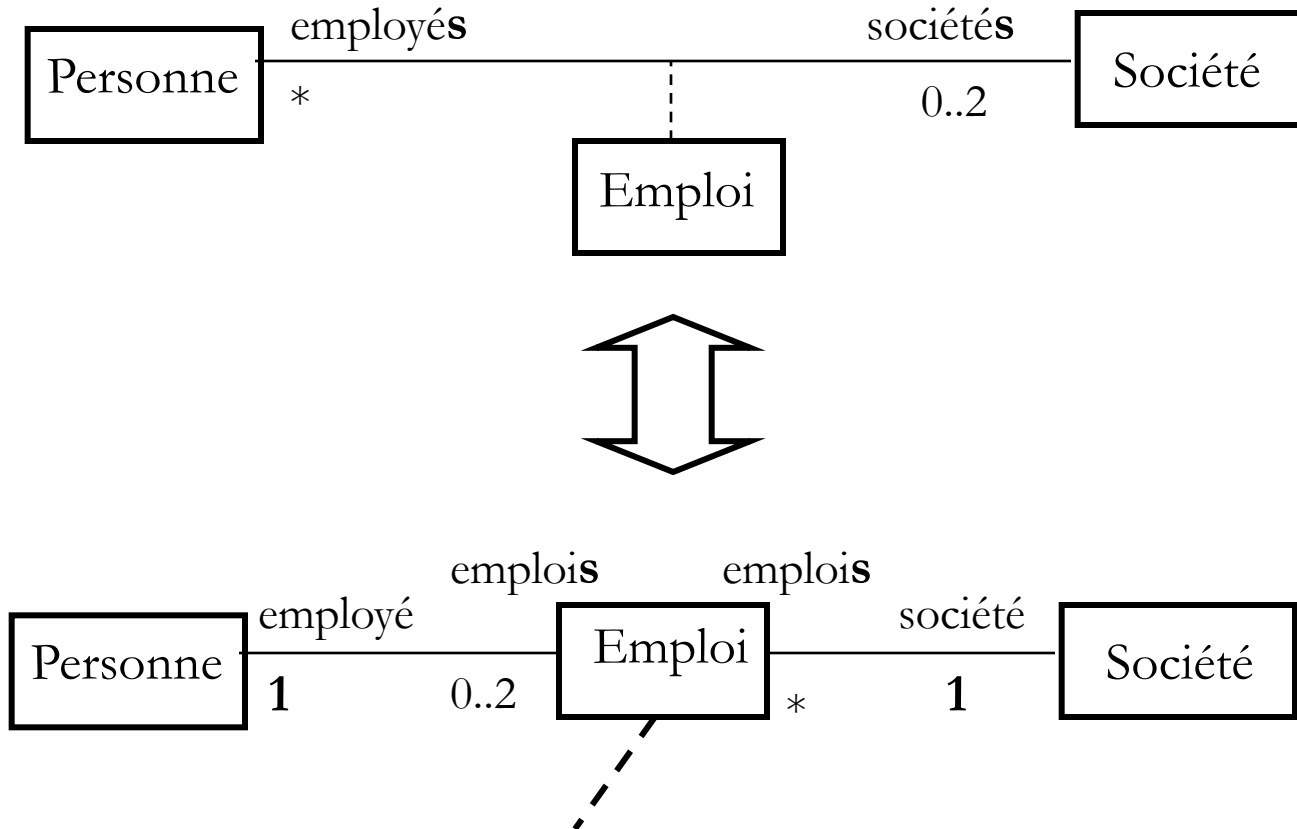 employés
sociétés
Personne
Société
*
0..2
Emploi
emplois
emplois
employé
société
Personne
Emploi
Société
1
0..2
*
1